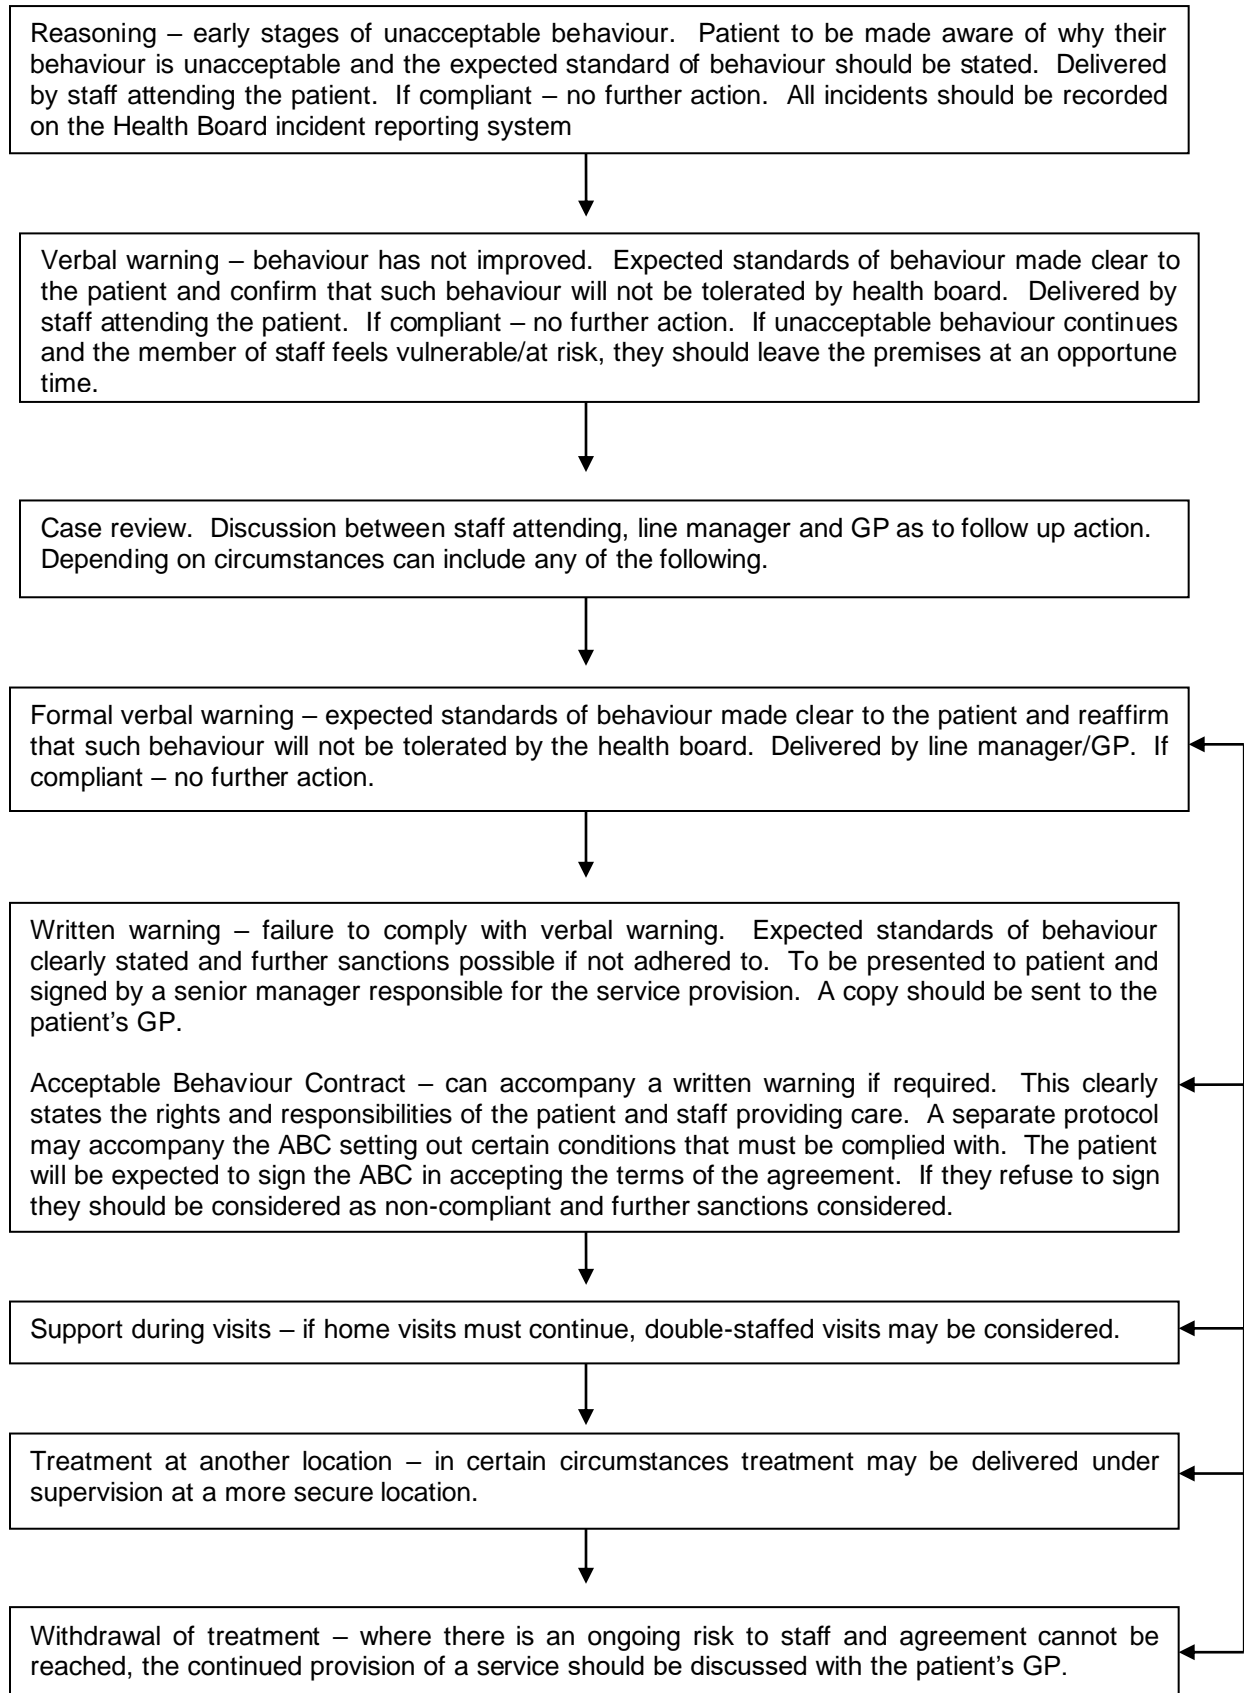 Reasoning – early stages of unacceptable behaviour. Patient to be made aware of why their
behaviour is unacceptable and the expected standard of behaviour should be stated. Delivered
by staff attending the patient. If compliant – no further action. All incidents should be recorded
on the Health Board incident reporting system
Verbal warning – behaviour has not improved. Expected standards of behaviour made clear to
the patient and confirm that such behaviour will not be tolerated by health board. Delivered by
staff attending the patient. If compliant – no further action. If unacceptable behaviour continues
and the member of staff feels vulnerable/at risk, they should leave the premises at an opportune
time.
Case review. Discussion between staff attending, line manager and GP as to follow up action.
Depending on circumstances can include any of the following.
Formal verbal warning – expected standards of behaviour made clear to the patient and reaffirm
that such behaviour will not be tolerated by the health board. Delivered by line manager/GP. If
compliant – no further action.
Written warning – failure to comply with verbal warning. Expected standards of behaviour
clearly stated and further sanctions possible if not adhered to. To be presented to patient and
signed by a senior manager responsible for the service provision. A copy should be sent to the
patient’s GP.
Acceptable Behaviour Contract – can accompany a written warning if required. This clearly
states the rights and responsibilities of the patient and staff providing care. A separate protocol
may accompany the ABC setting out certain conditions that must be complied with. The patient
will be expected to sign the ABC in accepting the terms of the agreement. If they refuse to sign
they should be considered as non-compliant and further sanctions considered.
Support during visits – if home visits must continue, double-staffed visits may be considered.
Treatment at another location – in certain circumstances treatment may be delivered under
supervision at a more secure location.
Withdrawal of treatment – where there is an ongoing risk to staff and agreement cannot be
reached, the continued provision of a service should be discussed with the patient’s GP.